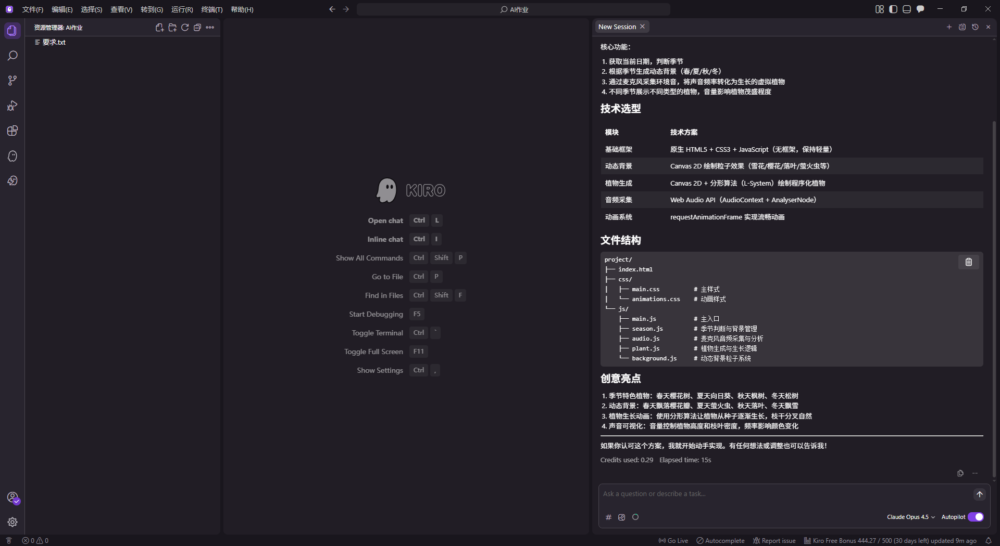 文件(F) 编辑(E) 选择(S) 查看(V) 转到(G) 运行(R) 终端(T) 帮助(H)
AI作业
资源管理器: AI作业
要求.txt
KIRO
Open chat Ctrl L
Inline chat Ctrl I
Show All Commands Ctrl Shift P
Go to File Ctrl P
Find in Files Ctrl Shift F
Start Debugging F5
Toggle Terminal Ctrl `
Toggle Full Screen F11
Show Settings Ctrl ,
New Session
核心功能：
1. 获取当前日期，判断季节
2. 根据季节生成动态背景（春/夏/秋/冬）
3. 通过麦克风采集环境音，将声音频率转化为生长的虚拟植物
4. 不同季节展示不同类型的植物，音量影响植物茂盛程度
技术选型
模块 技术方案
基础框架 原生 HTML5 + CSS3 + JavaScript（无框架，保持轻量）
动态背景 Canvas 2D 绘制粒子效果（雪花/樱花/落叶/萤火虫等）
植物生成 Canvas 2D + 分形算法（L-System）绘制程序化植物
音频采集 Web Audio API（AudioContext + AnalyserNode）
动画系统 requestAnimationFrame 实现流畅动画
文件结构
project/
├── index.html
├── css/
│   ├── main.css          # 主样式
│   └── animations.css    # 动画样式
└── js/
    ├── main.js           # 主入口
    ├── season.js         # 季节判断与背景管理
    ├── audio.js          # 麦克风音频采集与分析
    ├── plant.js          # 植物生成与生长逻辑
    └── background.js     # 动态背景粒子系统
创意亮点
1. 季节特色植物：春天樱花树、夏天向日葵、秋天枫树、冬天松树
2. 动态背景：春天飘落樱花瓣、夏天萤火虫、秋天落叶、冬天飘雪
3. 植物生长动画：使用分形算法让植物从种子逐渐生长，枝干分叉自然
4. 声音可视化：音量控制植物高度和枝叶密度，频率影响颜色变化
如果你认可这个方案，我就开始动手实现。有任何想法或调整也可以告诉我！
Credits used: 0.29 Elapsed time: 15s
Ask a question or describe a task...
Claude Opus 4.5 Autopilot
0 0
Go Live Autocomplete Report issue Kiro Free Bonus 444.27 / 500 (30 days left) updated 9m ago